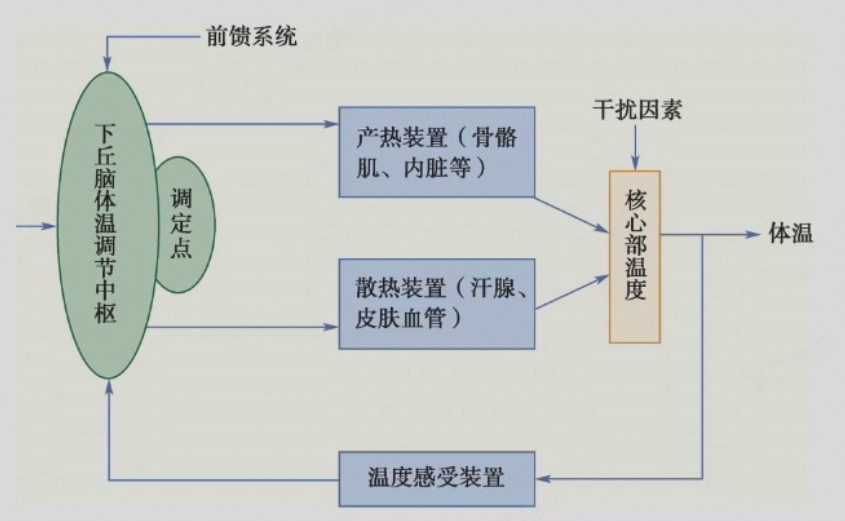 前馈系统
下丘脑体温调节中枢
调定点
产热装置（骨骼
肌、内脏等）
散热装置（汗腺、
皮肤血管）
干扰因素
核心部温度
体温
温度感受装置